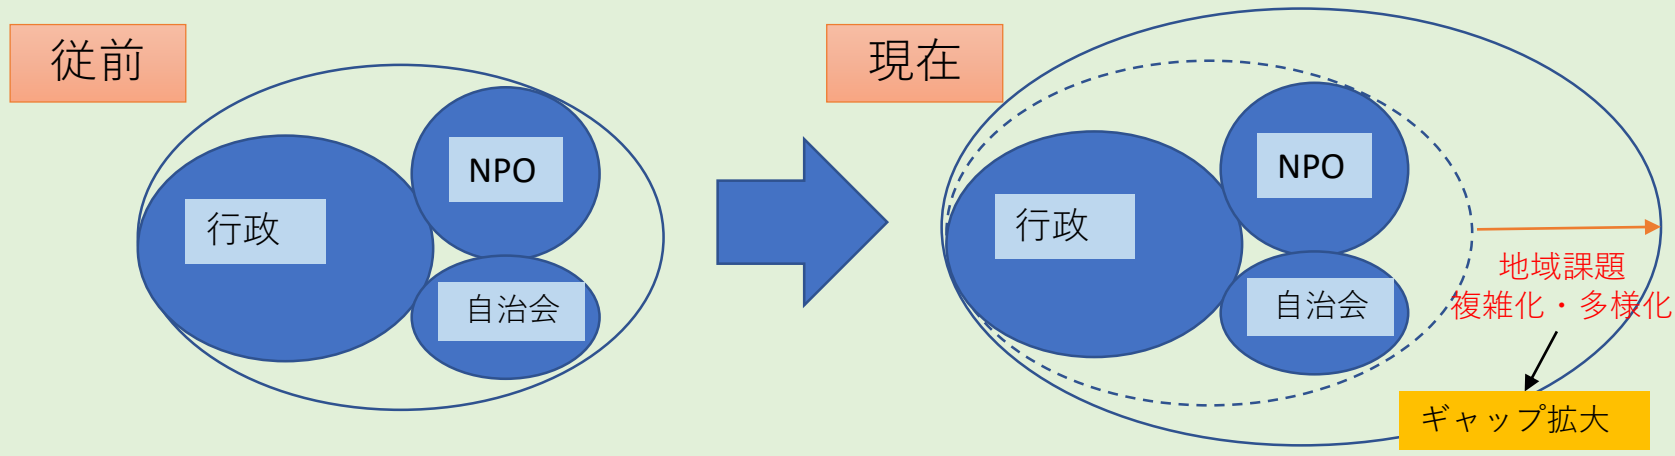 従前
NPO
行政
自治会
現在
NPO
行政
自治会
地域課題
複雑化・多様化
ギャップ拡大